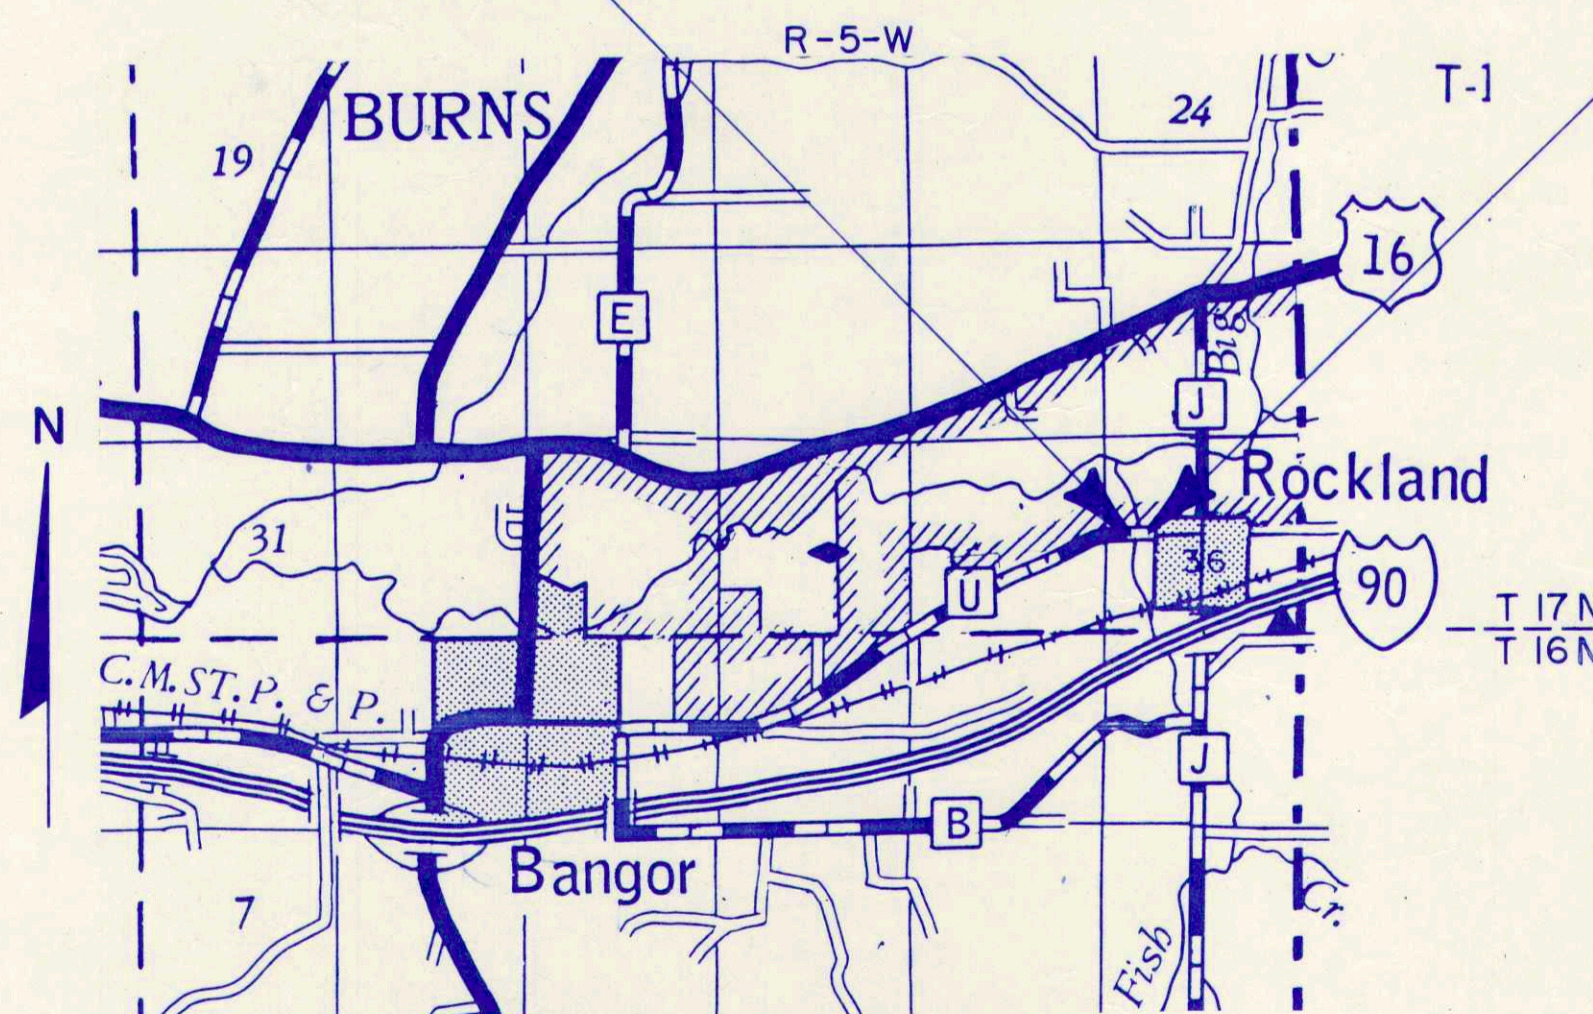 R-5-W
T-1
BURNS
24
19
16
E
Big
J
N
Rockland
31
36
90
U
T 17 N
T 16 N
C. M. ST. P. & P.
J
B
Bangor
7
Cr.
Fish